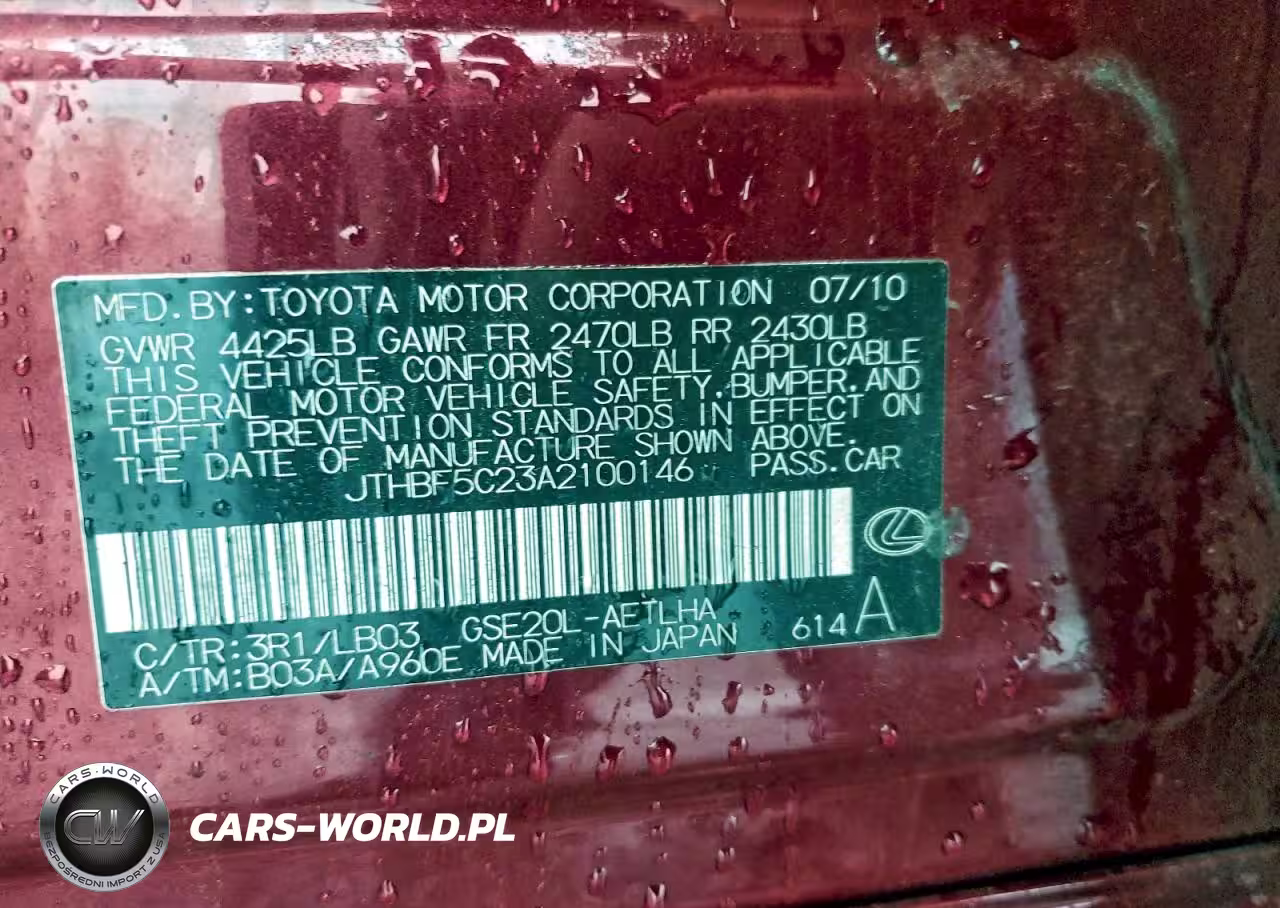 MFD. BY: TOYOTA MOTOR CORPORATION 07/10
GVWR 4425LB GAWR FR 2470LB RR 2430LB
THIS VEHICLE CONFORMS TO ALL APPLICABLE
FEDERAL MOTOR VEHICLE SAFETY, BUMPER, AND
THEFT PREVENTION STANDARDS IN EFFECT ON
THE DATE OF MANUFACTURE SHOWN ABOVE.
JTHBF5C23A2100146 PASS. CAR
C/TR: 3R1/LB03 GSE20L-AETLHA
A/TM: B03A/A960E MADE IN JAPAN 614 A
CARS-WORLD
CW
BEZPOŚREDNI IMPORT Z USA
CARS-WORLD.PL